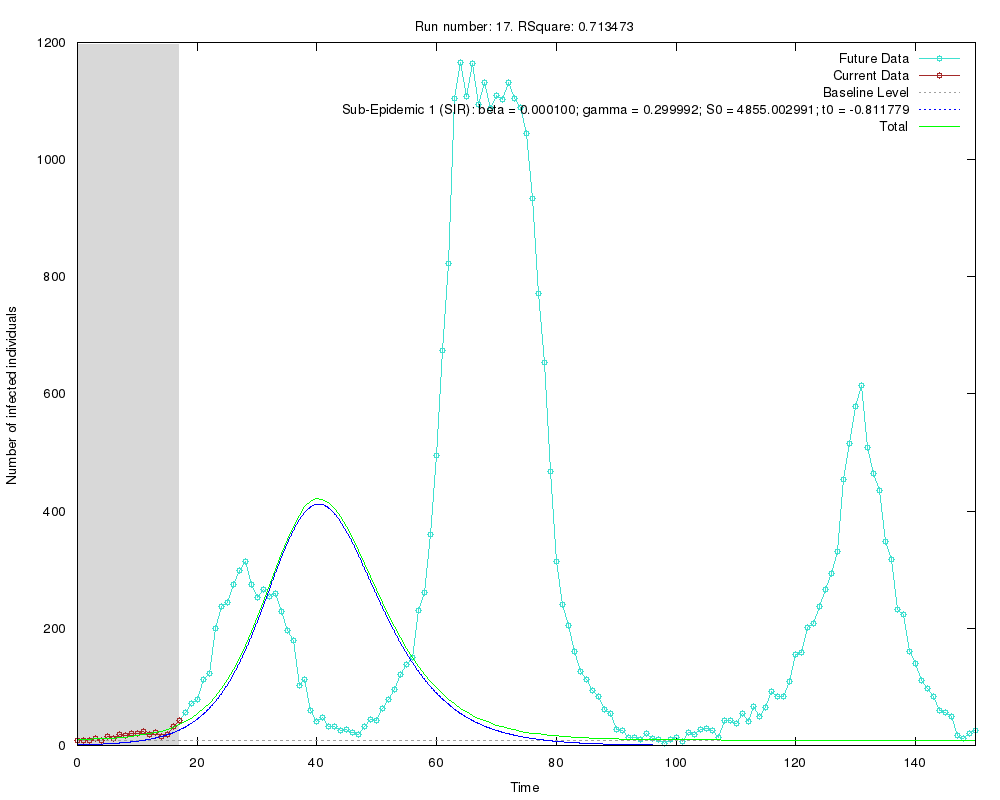 Run number: 17. RSquare: 0.713473
1200
1000
800
600
400
200
0
Number of infected individuals
Future Data
Current Data
Baseline Level
Sub-Epidemic 1 (SIR): beta = 0.000100; gamma = 0.299992; S0 = 4855.002991; t0 = -0.811779
Total
0 20 40 60 80 100 120 140
Time